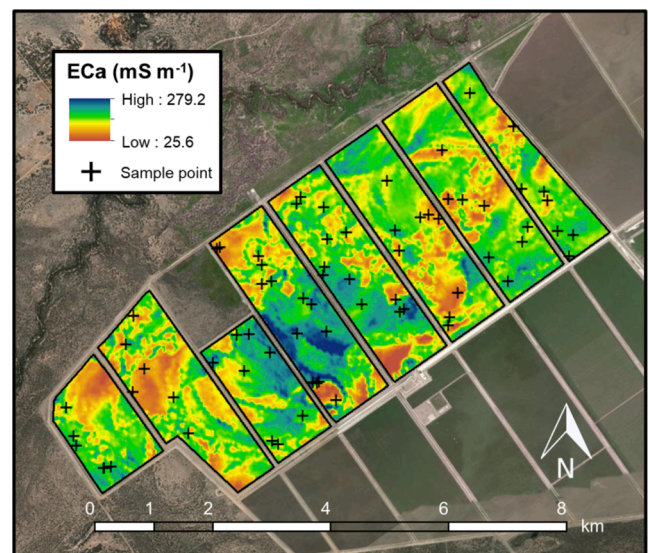 ECa (mS m⁻¹)
High : 279.2
Low : 25.6
Sample point
N
0 1 2 4 6 8
km